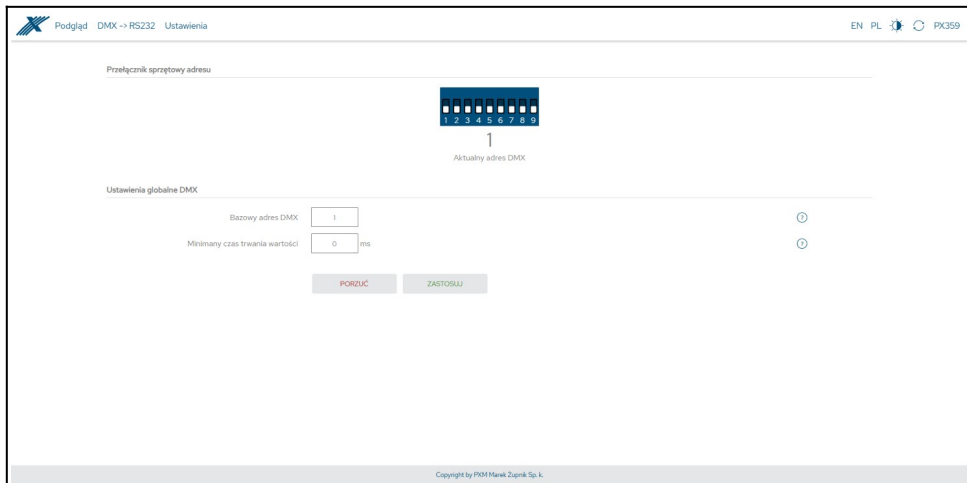 Podgląd DMX -> RS232 Ustawienia EN PL PX359
Przełącznik sprzętowy adresu
1 2 3 4 5 6 7 8 9
1
Aktualny adres DMX
Ustawienia globalne DMX
Bazowy adres DMX 1 ?
Minimany czas trwania wartości 0 ms ?
PORZUĆ ZASTOSUJ
Copyright by PXM Marek Żupnik Sp. k.